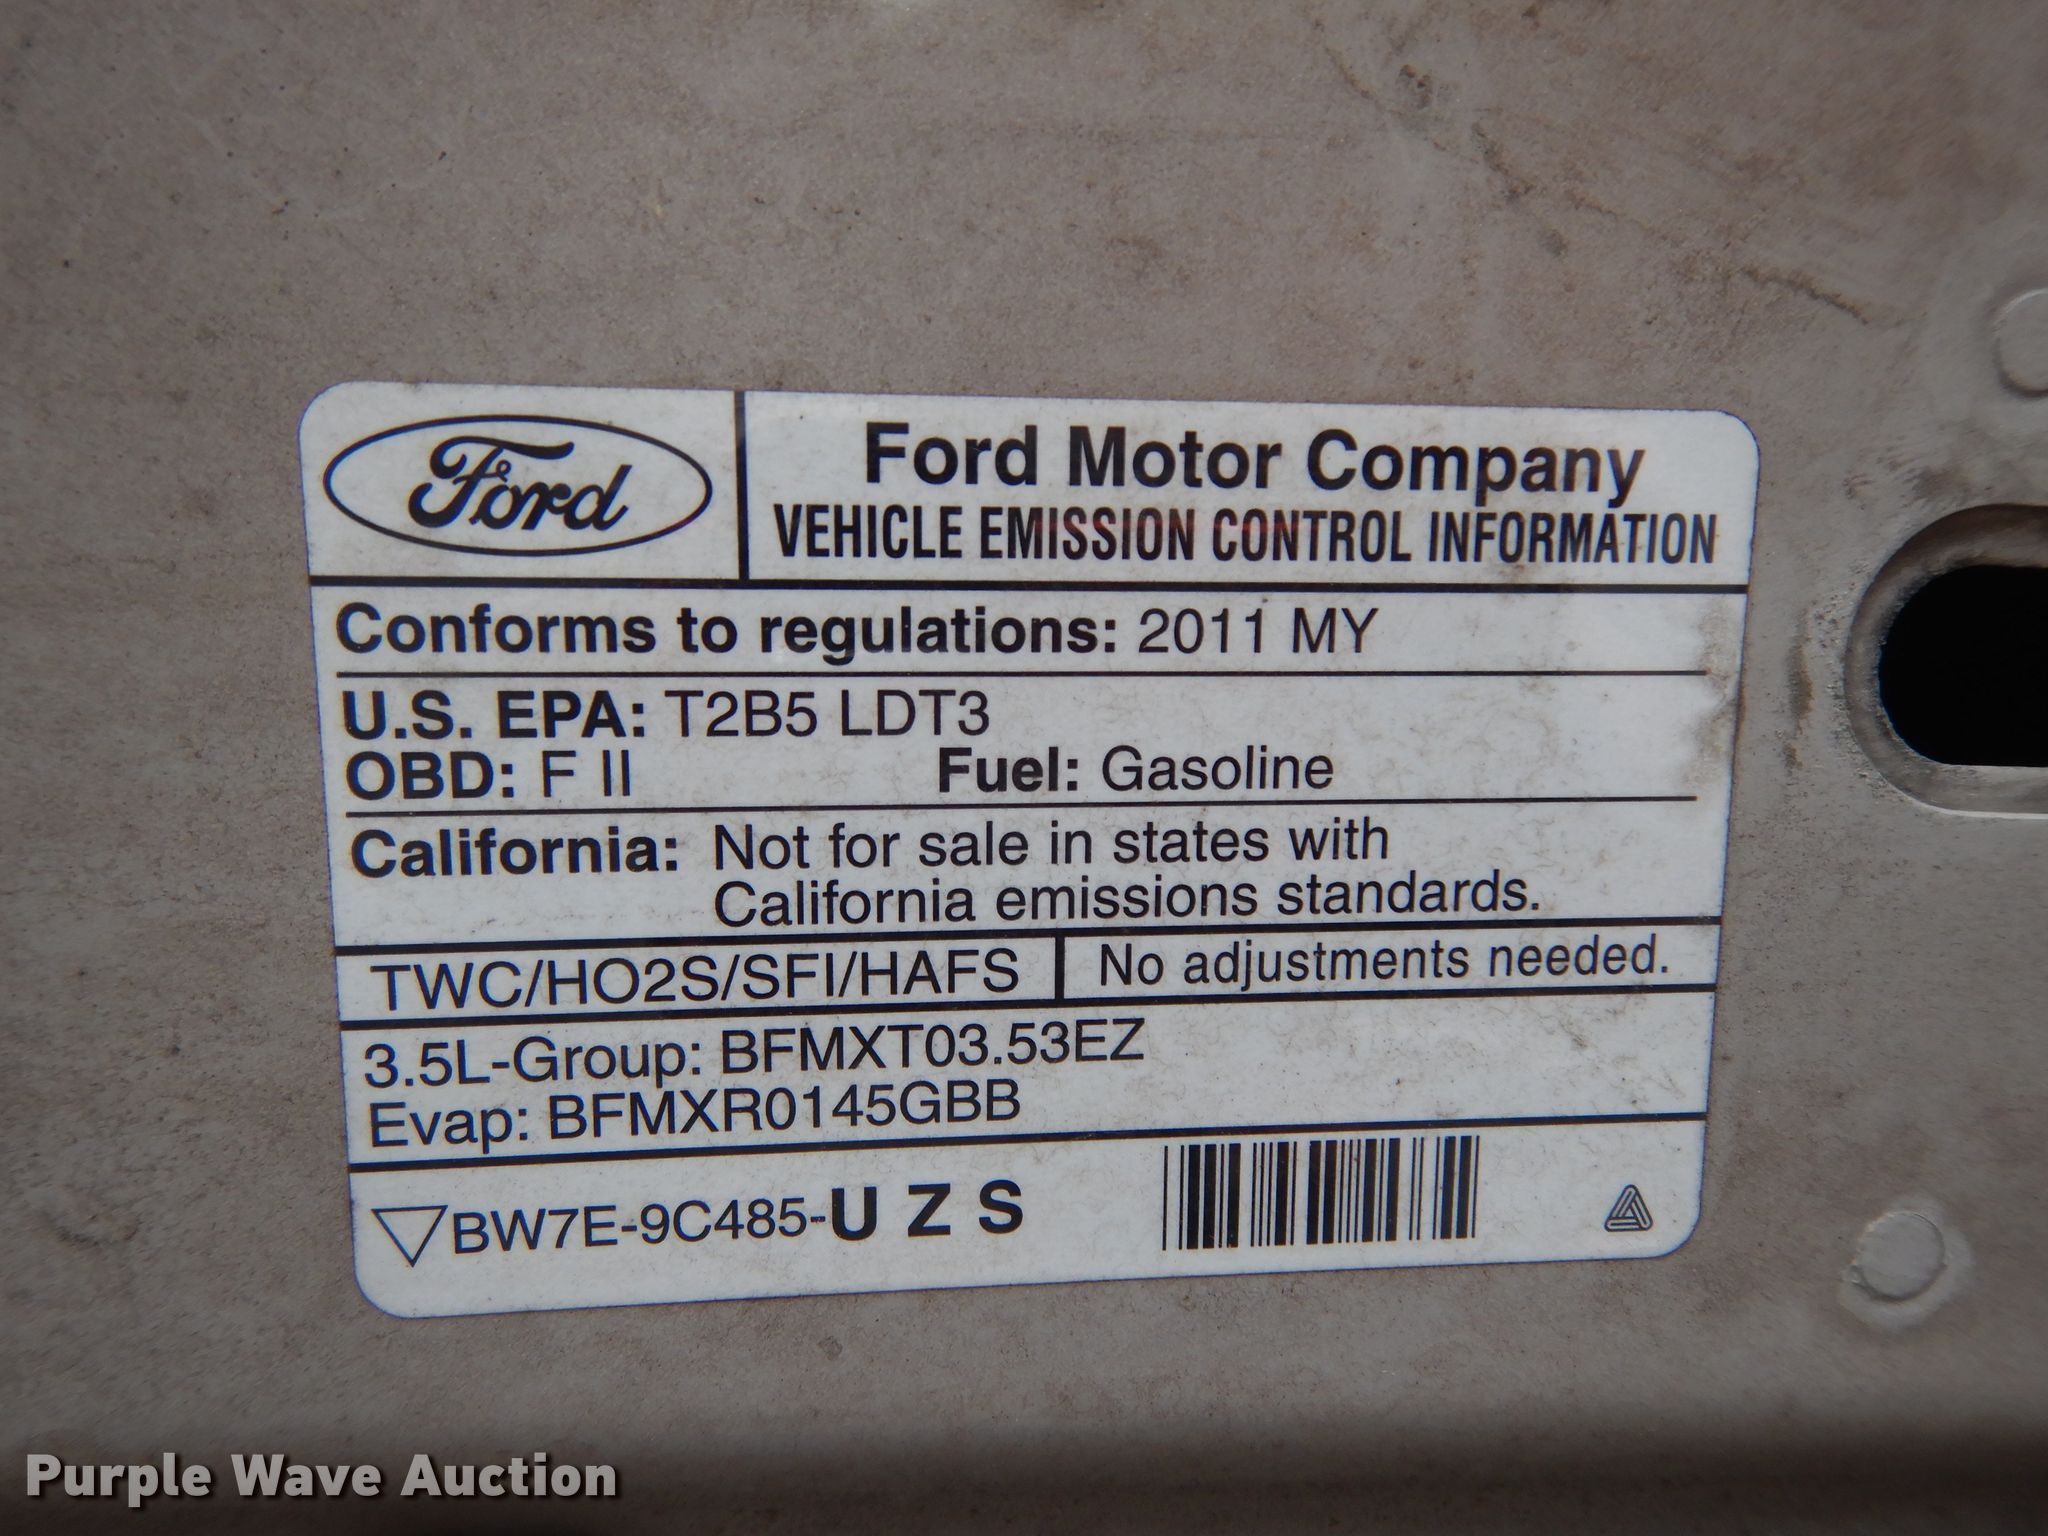 Ford
Ford Motor Company
VEHICLE EMISSION CONTROL INFORMATION
Conforms to regulations: 2011 MY
U.S. EPA: T2B5 LDT3
OBD: F II Fuel: Gasoline
California: Not for sale in states with
California emissions standards.
TWC/HO2S/SFI/HAFS No adjustments needed.
3.5L-Group: BFMXT03.53EZ
Evap: BFMXR0145GBB
BW7E-9C485-U Z S
Purple Wave Auction